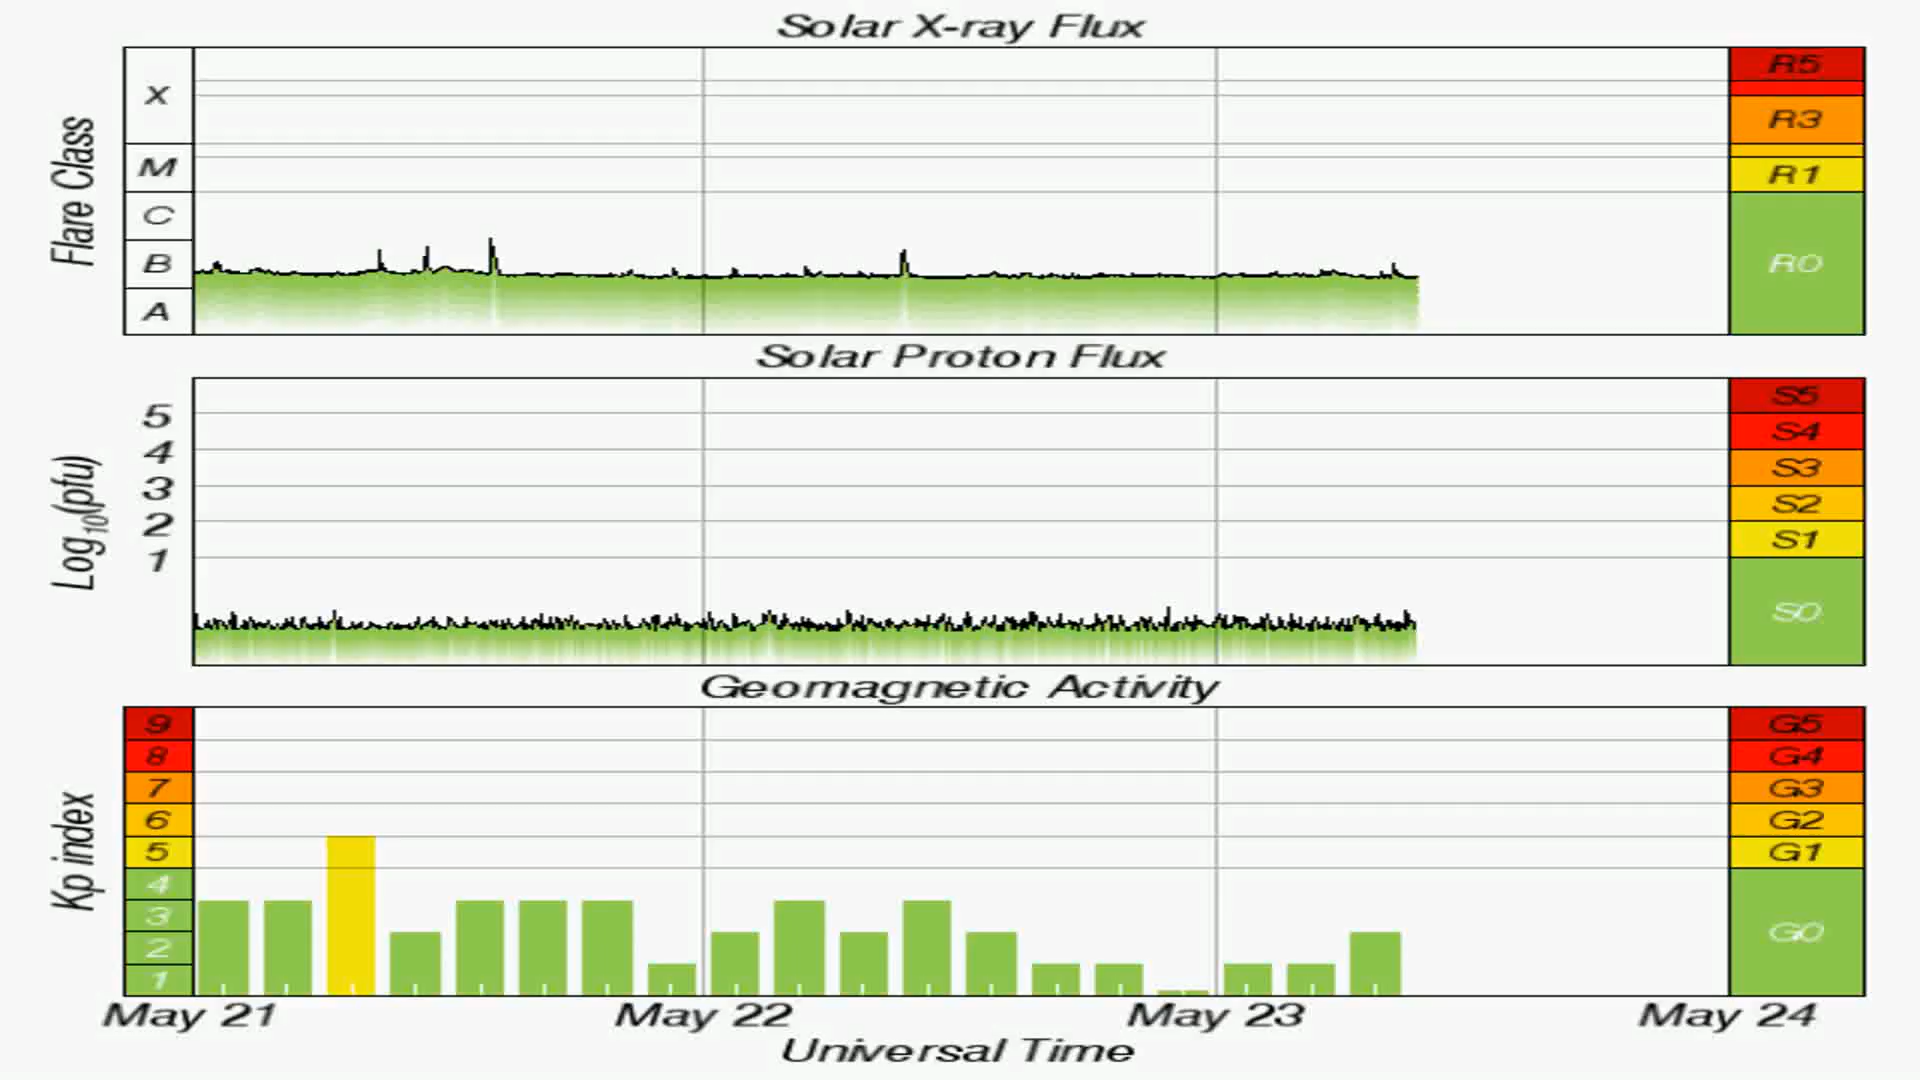 Solar X-ray Flux
Flare Class
X
M
C
B
A
R5
R3
R1
R0
Solar Proton Flux
Log10(pfu)
5
4
3
2
1
S5
S4
S3
S2
S1
S0
Geomagnetic Activity
Kp index
9
8
7
6
5
4
3
2
1
G5
G4
G3
G2
G1
G0
May 21
May 22
May 23
May 24
Universal Time